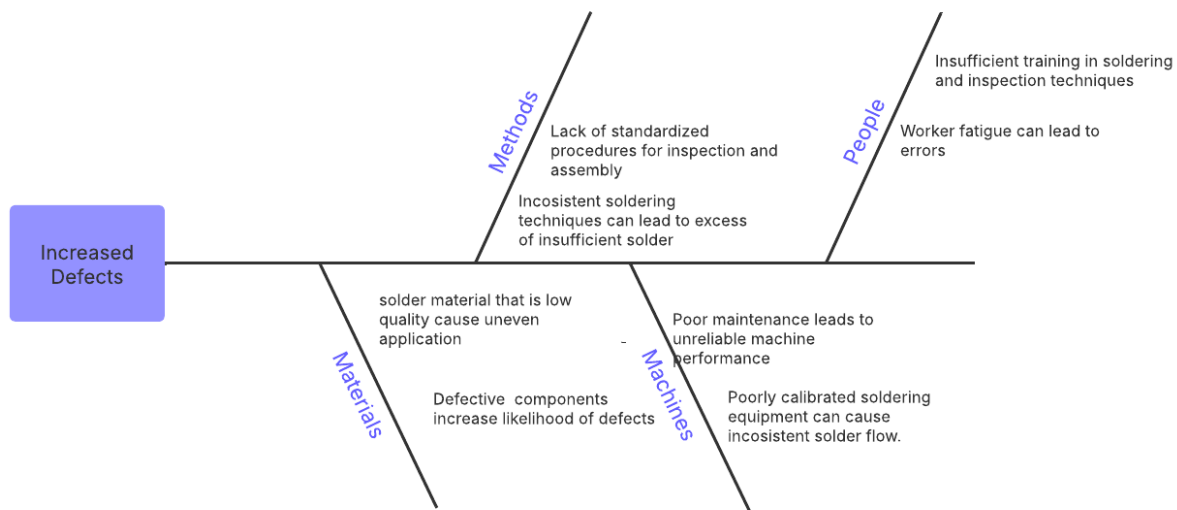 Increased
Defects
Methods
Lack of standardized
procedures for inspection and
assembly
Incosistent soldering
techniques can lead to excess
of insufficient solder
People
Insufficient training in soldering
and inspection techniques
Worker fatigue can lead to
errors
Materials
solder material that is low
quality cause uneven
application
Defective components
increase likelihood of defects
-
Machines
Poor maintenance leads to
unreliable machine
performance
Poorly calibrated soldering
equipment can cause
incosistent solder flow.